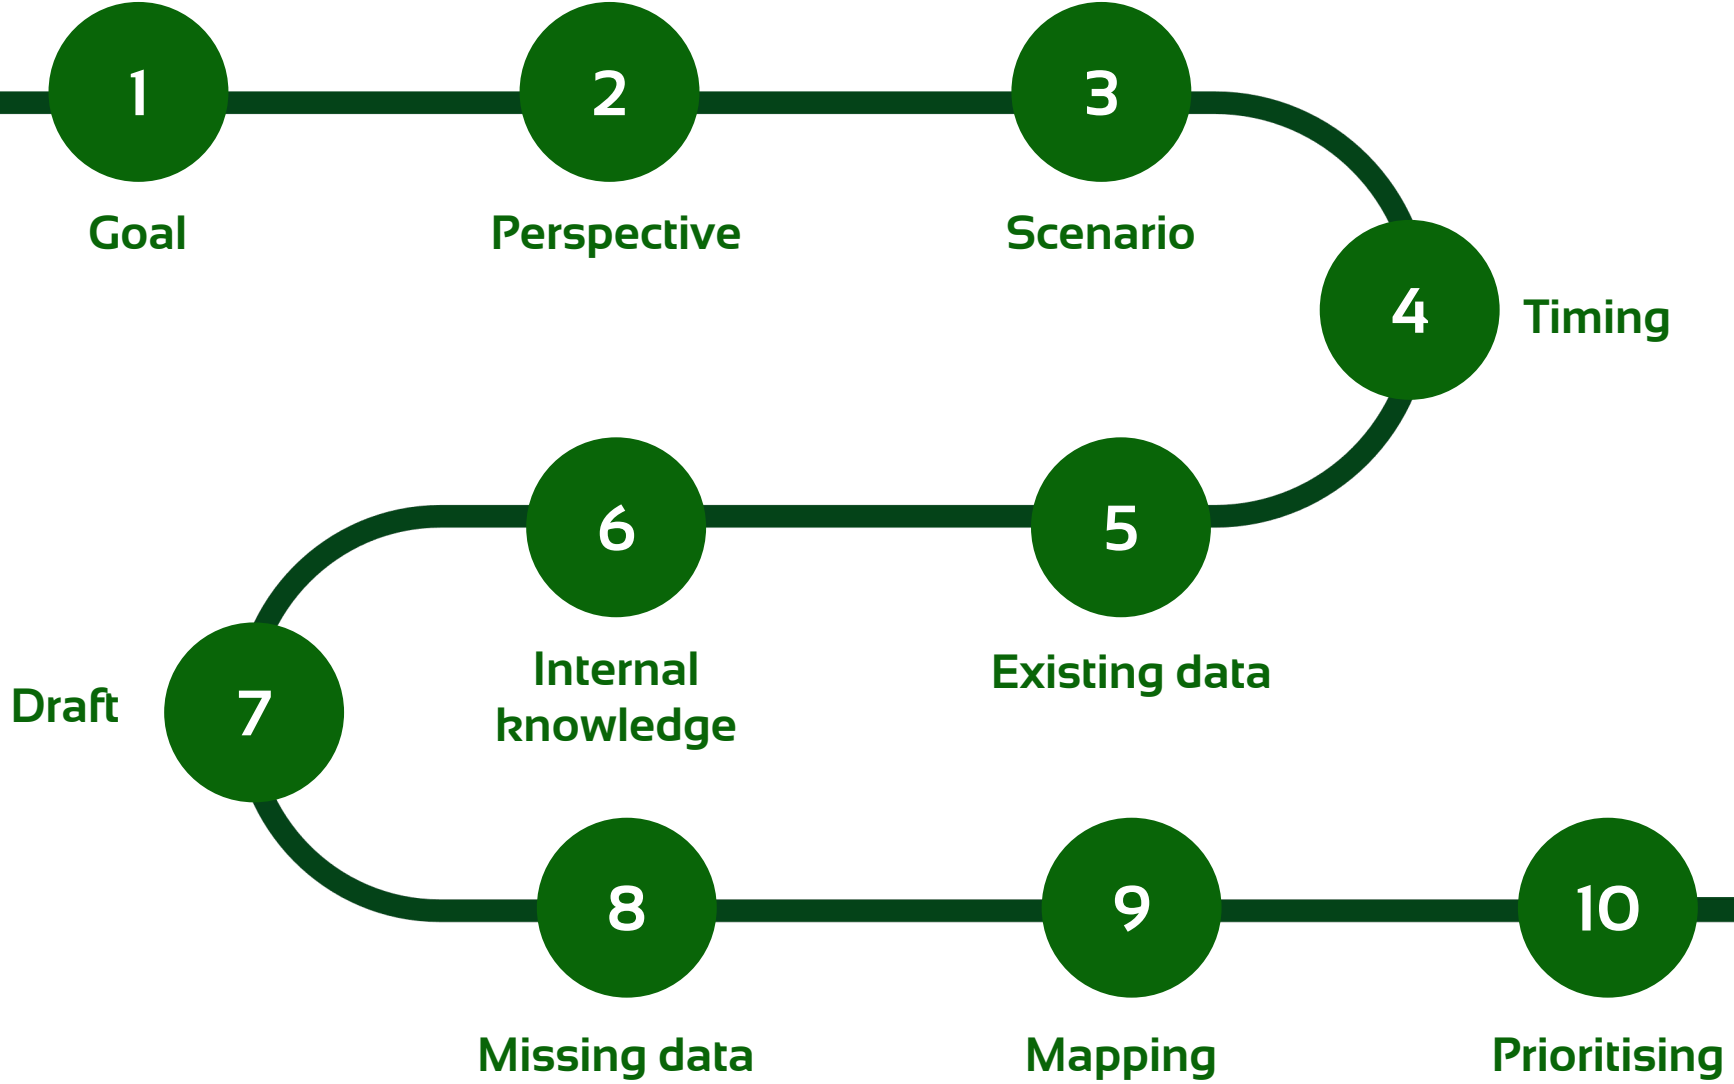 1
Goal
2
Perspective
3
Scenario
4
Timing
5
Existing data
6
Internal
knowledge
7
Draft
8
Missing data
9
Mapping
10
Prioritising